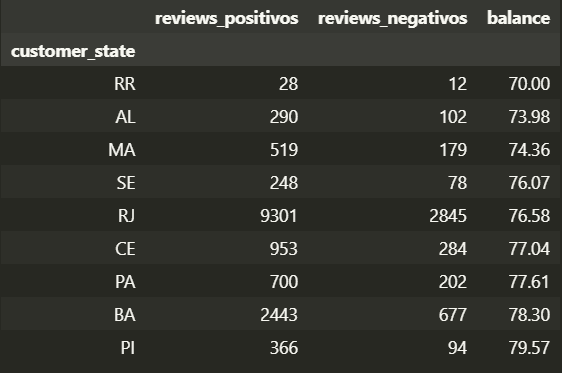 reviews_positivos reviews_negativos balance
customer_state
RR 28 12 70.00
AL 290 102 73.98
MA 519 179 74.36
SE 248 78 76.07
RJ 9301 2845 76.58
CE 953 284 77.04
PA 700 202 77.61
BA 2443 677 78.30
PI 366 94 79.57